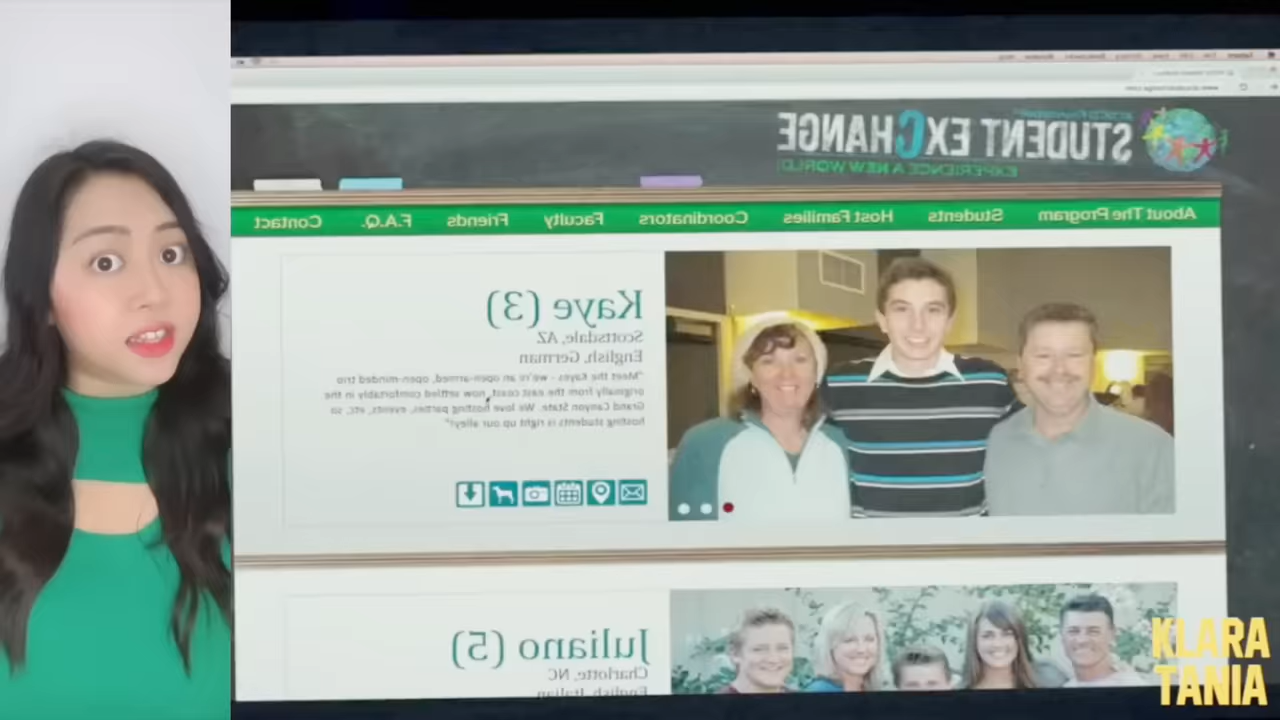 STUDENT EXCHANGE
EXPERIENCE A NEW WORLD!
About The Program Students Host Families Coordinators Faculty Friends F.A.Q. Contact
Kaye (3)
Scottsdale, AZ
English, German
"Meet the Kayes - we're an open-armed, open-minded trio
originally from the east coast, now settled comfortably in the
Grand Canyon State. We love hosting parties, events, etc, so
hosting students is right up our alley!"
Juliano (5)
Charlotte, NC
English, Italian
KLARA
TANIA